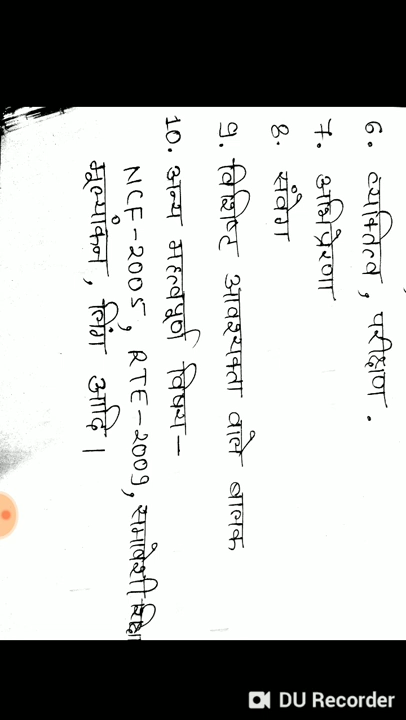 6. व्यक्तित्व, परीक्षण.
7. अभिप्रेरणा
8. संवेग
9. विशिष्ट आवश्यकता वाले बालक
10. अन्य महत्वपूर्ण विषय —
NCF-2005, RTE-2009, समावेशी
मूल्यांकन, लिंग आदि।
DU Recorder